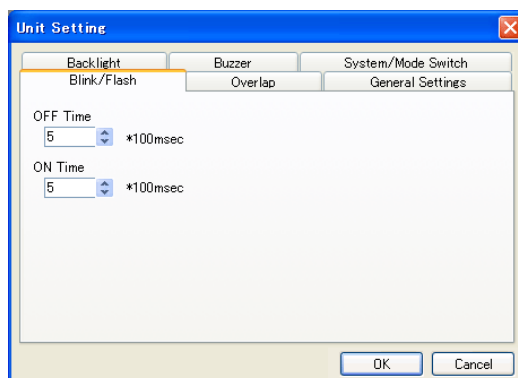 Unit Setting
Backlight Buzzer System/Mode Switch
Blink/Flash Overlap General Settings
OFF Time
5 *100msec
ON Time
5 *100msec
OK Cancel